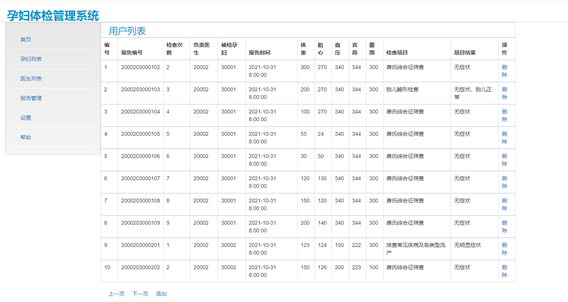 孕妇体检管理系统
用户列表
首页
孕妇列表
医生列表
报告管理
设置
帮助
编号 报告编号 检查次数 负责医生 被检孕妇 报告时间 体重 胎心 血压 宫高 腹围 检查项目 项目结果 操作
1 2000203000102 2 20002 30001 2021-10-31 8:00:00 300 270 340 344 300 唐氏综合征筛查 无症状 删除
2 2000203000103 3 20002 30001 2021-10-31 8:00:00 200 270 340 344 300 胎儿畸形检查 无症状，胎儿正常 删除
3 2000203000104 4 20002 30001 2021-10-31 8:00:00 100 270 340 344 300 唐氏综合征筛查 无症状 删除
4 2000203000105 5 20002 30001 2021-10-31 8:00:00 55 24 340 344 300 唐氏综合征筛查 无症状 删除
5 2000203000106 6 20002 30001 2021-10-31 8:00:00 30 50 340 344 300 唐氏综合征筛查 无症状 删除
6 2000203000107 7 20002 30001 2021-10-31 8:00:00 120 135 340 344 300 唐氏综合征筛查 无症状 删除
7 2000203000108 8 20002 30001 2021-10-31 8:00:00 150 120 340 344 300 唐氏综合征筛查 无症状 删除
8 2000203000109 9 20002 30001 2021-10-31 8:00:00 200 140 340 344 300 唐氏综合征筛查 无症状 删除
9 2000203000201 1 20002 30002 2021-10-31 8:00:00 123 124 150 222 300 排查常见疾病及各类型流产 无明显症状 删除
10 2000203000202 2 20002 30002 2021-10-31 8:00:00 150 126 200 223 100 唐氏综合征筛查 无症状 删除
上一页 下一页 添加